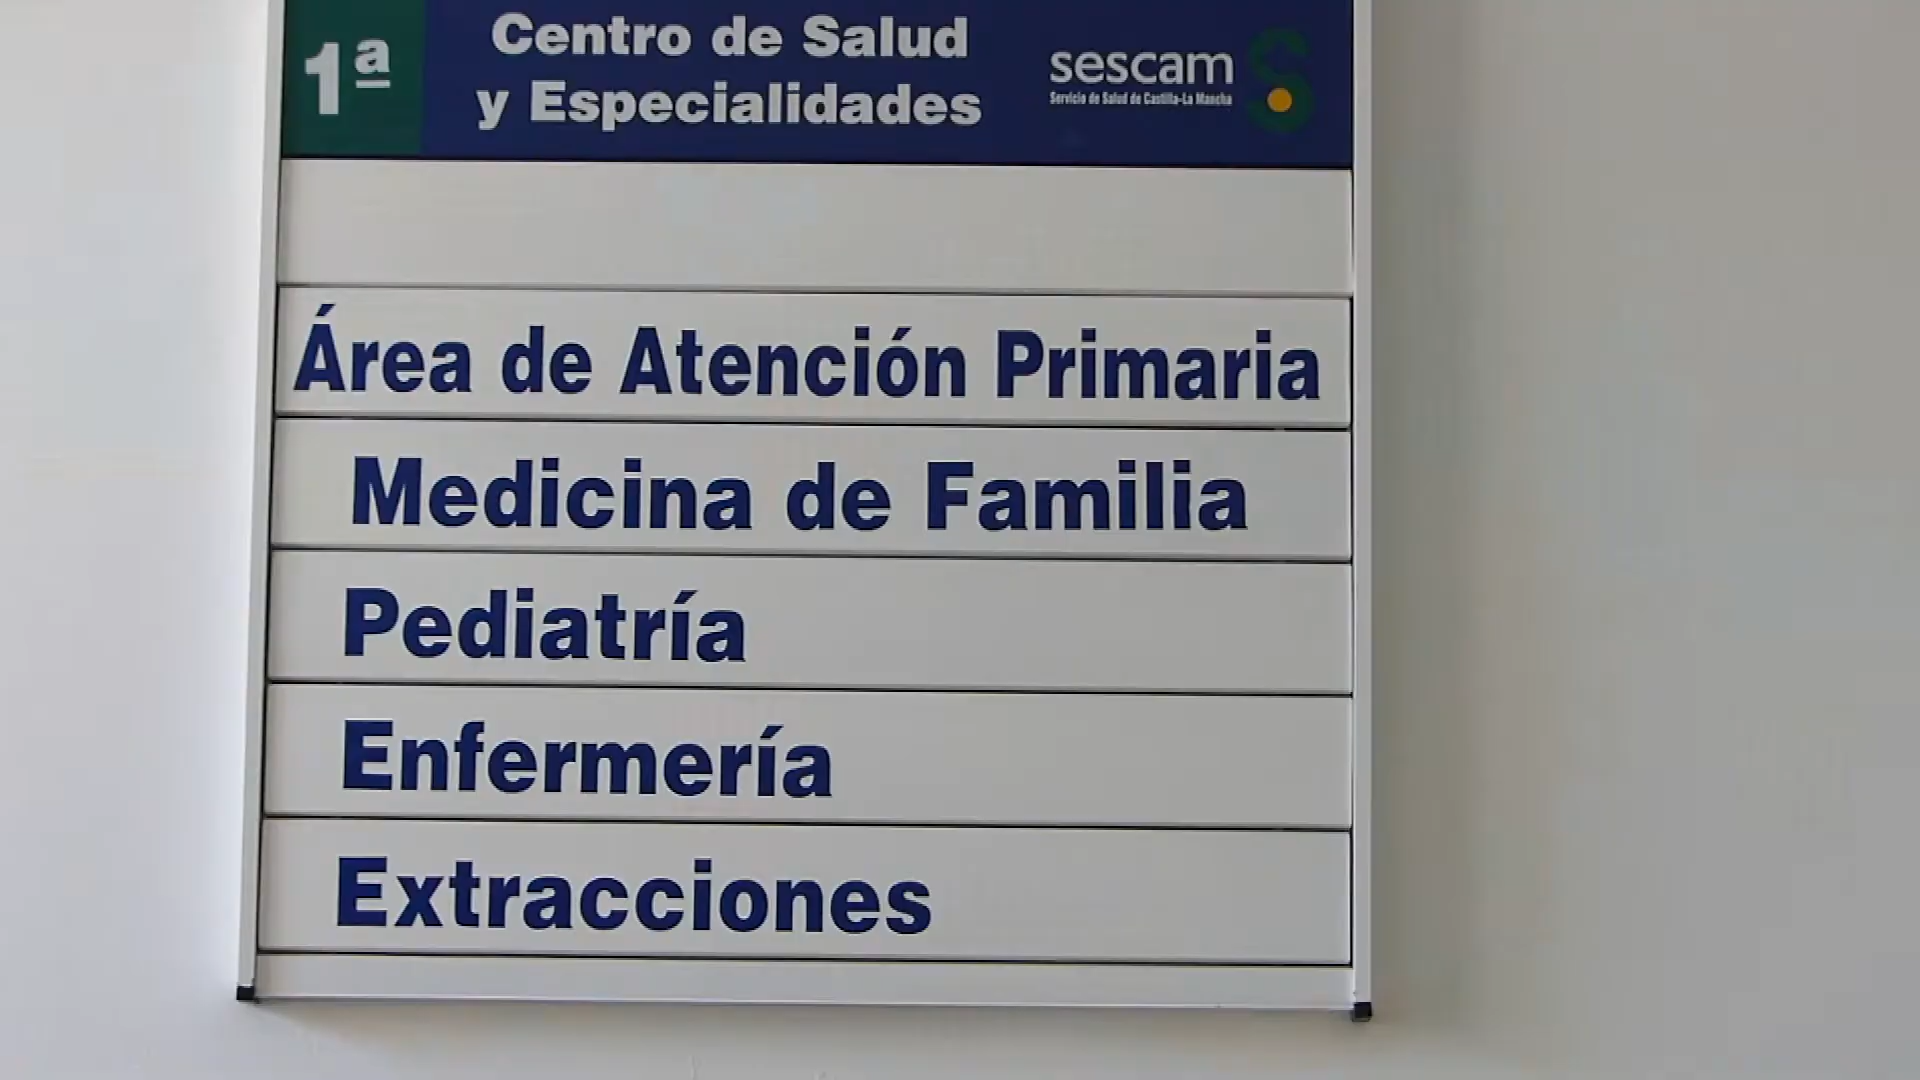 1ª
Centro de Salud
y Especialidades
sescam
Servicio de Salud de Castilla-La Mancha
Área de Atención Primaria
Medicina de Familia
Pediatría
Enfermería
Extracciones